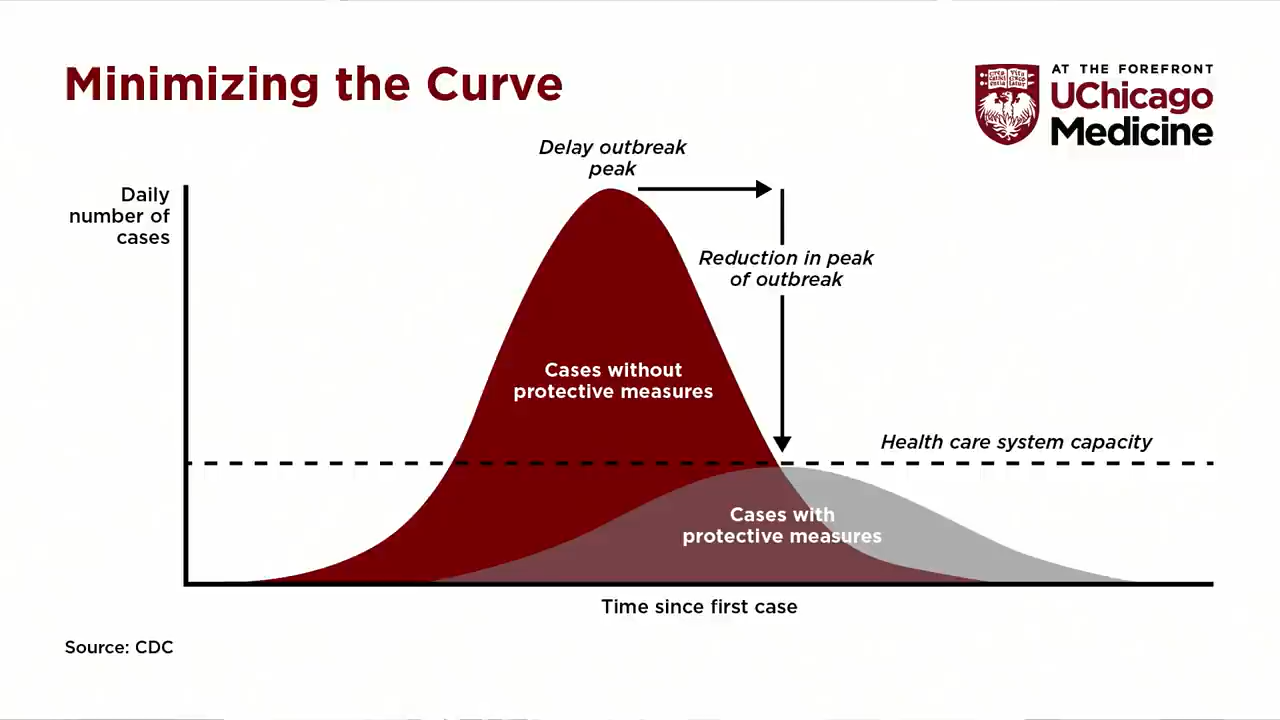 Minimizing the Curve
AT THE FOREFRONT
UChicago
Medicine
Delay outbreak
peak
Daily
number of
cases
Reduction in peak
of outbreak
Cases without
protective measures
Health care system capacity
Cases with
protective measures
Time since first case
Source: CDC